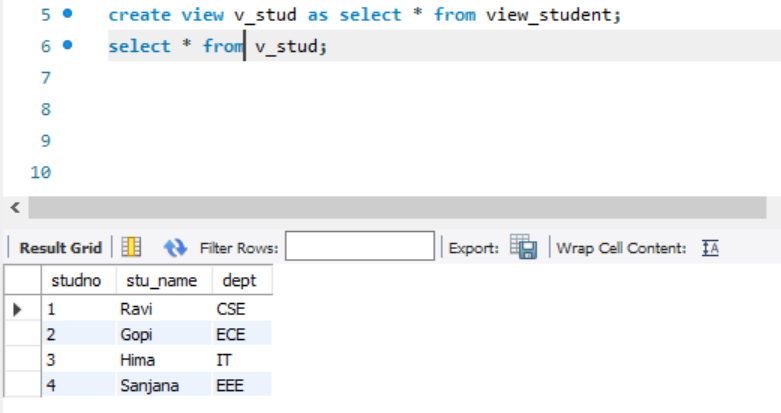 5 create view v_stud as select * from view_student;
6 select * from v_stud;
7
8
9
10
Result Grid Filter Rows: Export: Wrap Cell Content: IA
studno stu_name dept
1 Ravi CSE
2 Gopi ECE
3 Hima IT
4 Sanjana EEE